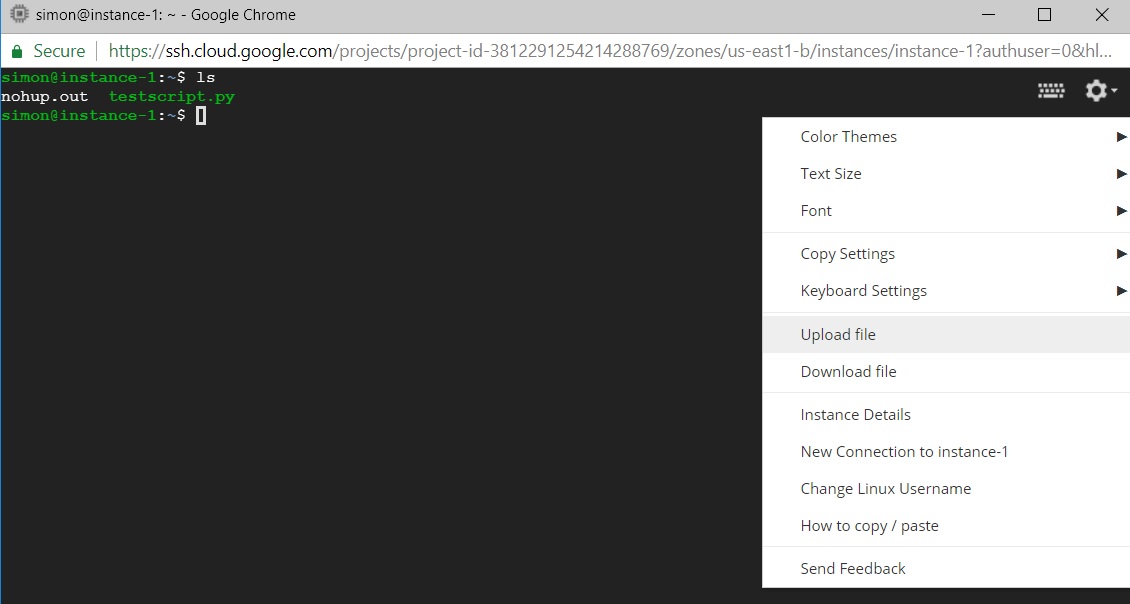 simon@instance-1: ~ - Google Chrome
Secure https://ssh.cloud.google.com/projects/project-id-3812291254214288769/zones/us-east1-b/instances/instance-1?authuser=0&hl...
simon@instance-1:~$ ls
nohup.out testscript.py
simon@instance-1:~$
Color Themes
Text Size
Font
Copy Settings
Keyboard Settings
Upload file
Download file
Instance Details
New Connection to instance-1
Change Linux Username
How to copy / paste
Send Feedback